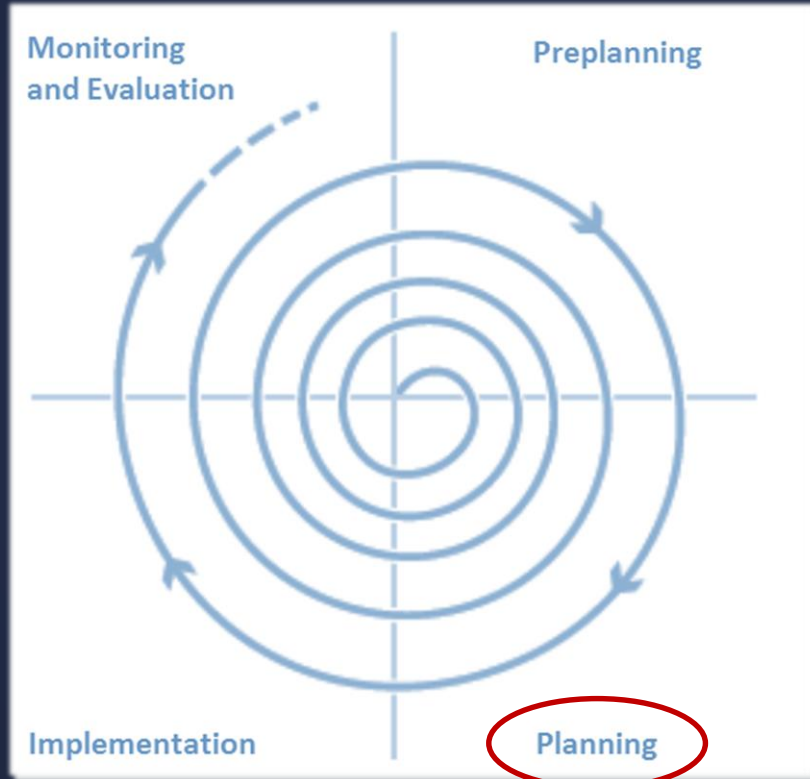 Monitoring
and Evaluation
Preplanning
Implementation
Planning